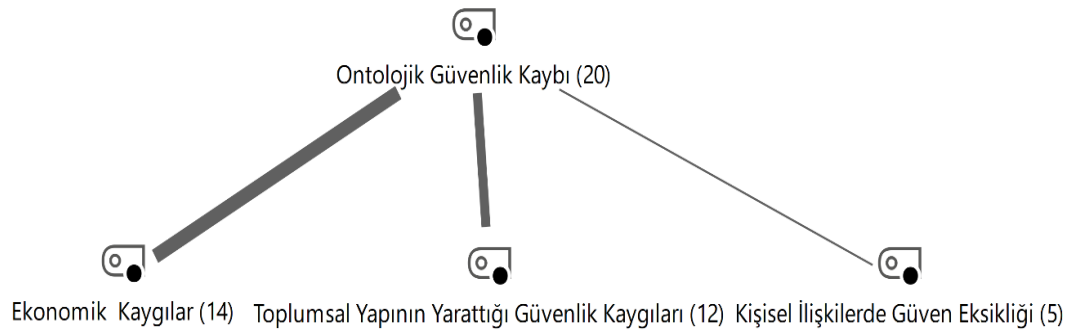 Ontolojik Güvenlik Kaybı (20)
Ekonomik Kaygılar (14) Toplumsal Yapının Yarattığı Güvenlik Kaygıları (12) Kişisel İlişkilerde Güven Eksikliği (5)